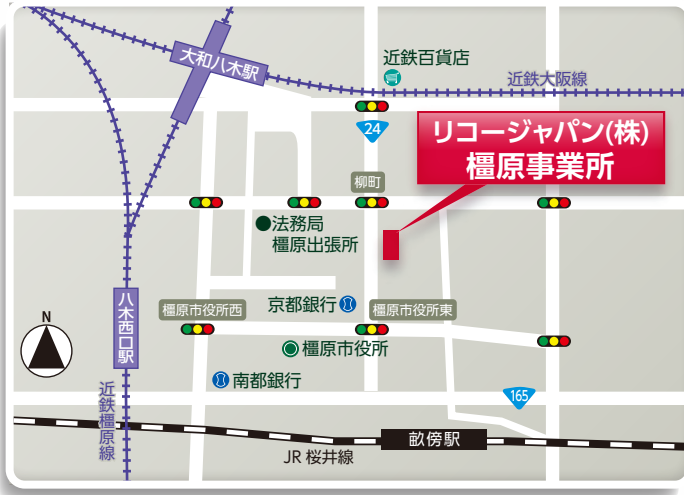 大和八木駅
近鉄百貨店
近鉄大阪線
24
リコージャパン(株)
橿原事業所
柳町
法務局
橿原出張所
八木西口駅
橿原市役所西
京都銀行
橿原市役所東
N
橿原市役所
南都銀行
165
近鉄橿原線
畝傍駅
JR 桜井線